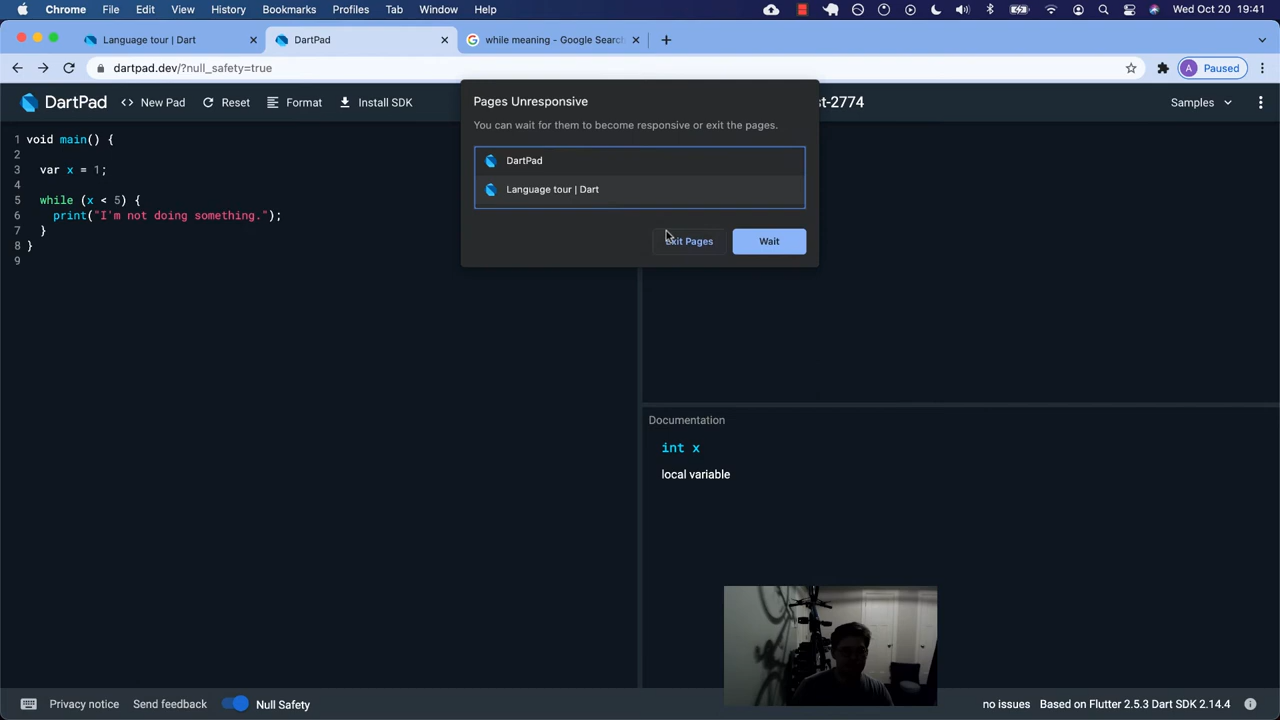 Chrome File Edit View History Bookmarks Profiles Tab Window Help Wed Oct 20 19:41
Language tour | Dart DartPad while meaning - Google Search
dartpad.dev/?null_safety=true A Paused
DartPad <> New Pad Reset Format Install SDK st-2774 Samples
Pages Unresponsive
You can wait for them to become responsive or exit the pages.
DartPad
Language tour | Dart
Exit Pages Wait
1 void main() {
2
3 var x = 1;
4
5 while (x < 5) {
6 print("I'm not doing something.");
7 }
8 }
9
Documentation
int x
local variable
Privacy notice Send feedback Null Safety no issues Based on Flutter 2.5.3 Dart SDK 2.14.4